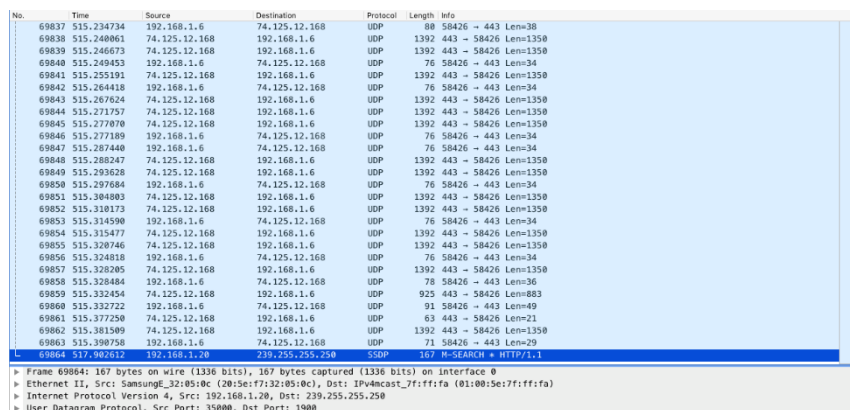 No. Time Source Destination Protocol Length Info
69837 515.234734 192.168.1.6 74.125.12.168 UDP 80 58426 → 443 Len=38
69838 515.240061 74.125.12.168 192.168.1.6 UDP 1392 443 → 58426 Len=1350
69839 515.246673 74.125.12.168 192.168.1.6 UDP 1392 443 → 58426 Len=1350
69840 515.249453 192.168.1.6 74.125.12.168 UDP 76 58426 → 443 Len=34
69841 515.255191 74.125.12.168 192.168.1.6 UDP 1392 443 → 58426 Len=1350
69842 515.264418 192.168.1.6 74.125.12.168 UDP 76 58426 → 443 Len=34
69843 515.267624 74.125.12.168 192.168.1.6 UDP 1392 443 → 58426 Len=1350
69844 515.271757 74.125.12.168 192.168.1.6 UDP 1392 443 → 58426 Len=1350
69845 515.277070 74.125.12.168 192.168.1.6 UDP 1392 443 → 58426 Len=1350
69846 515.277189 192.168.1.6 74.125.12.168 UDP 76 58426 → 443 Len=34
69847 515.287440 192.168.1.6 74.125.12.168 UDP 76 58426 → 443 Len=34
69848 515.288247 74.125.12.168 192.168.1.6 UDP 1392 443 → 58426 Len=1350
69849 515.293628 74.125.12.168 192.168.1.6 UDP 1392 443 → 58426 Len=1350
69850 515.297684 192.168.1.6 74.125.12.168 UDP 76 58426 → 443 Len=34
69851 515.304803 74.125.12.168 192.168.1.6 UDP 1392 443 → 58426 Len=1350
69852 515.310173 74.125.12.168 192.168.1.6 UDP 1392 443 → 58426 Len=1350
69853 515.314590 192.168.1.6 74.125.12.168 UDP 76 58426 → 443 Len=34
69854 515.315477 74.125.12.168 192.168.1.6 UDP 1392 443 → 58426 Len=1350
69855 515.320746 74.125.12.168 192.168.1.6 UDP 1392 443 → 58426 Len=1350
69856 515.324818 192.168.1.6 74.125.12.168 UDP 76 58426 → 443 Len=34
69857 515.328205 74.125.12.168 192.168.1.6 UDP 1392 443 → 58426 Len=1350
69858 515.328484 192.168.1.6 74.125.12.168 UDP 78 58426 → 443 Len=36
69859 515.332454 74.125.12.168 192.168.1.6 UDP 925 443 → 58426 Len=883
69860 515.332722 192.168.1.6 74.125.12.168 UDP 91 58426 → 443 Len=49
69861 515.377250 74.125.12.168 192.168.1.6 UDP 63 443 → 58426 Len=21
69862 515.381509 74.125.12.168 192.168.1.6 UDP 1392 443 → 58426 Len=1350
69863 515.390758 192.168.1.6 74.125.12.168 UDP 71 58426 → 443 Len=29
69864 517.902612 192.168.1.20 239.255.255.250 SSDP 167 M-SEARCH * HTTP/1.1
Frame 69864: 167 bytes on wire (1336 bits), 167 bytes captured (1336 bits) on interface 0
Ethernet II, Src: SamsungE_32:05:0c (20:5e:f7:32:05:0c), Dst: IPv4mcast_7f:ff:fa (01:00:5e:7f:ff:fa)
Internet Protocol Version 4, Src: 192.168.1.20, Dst: 239.255.255.250
User Datagram Protocol, Src Port: 35000, Dst Port: 1900